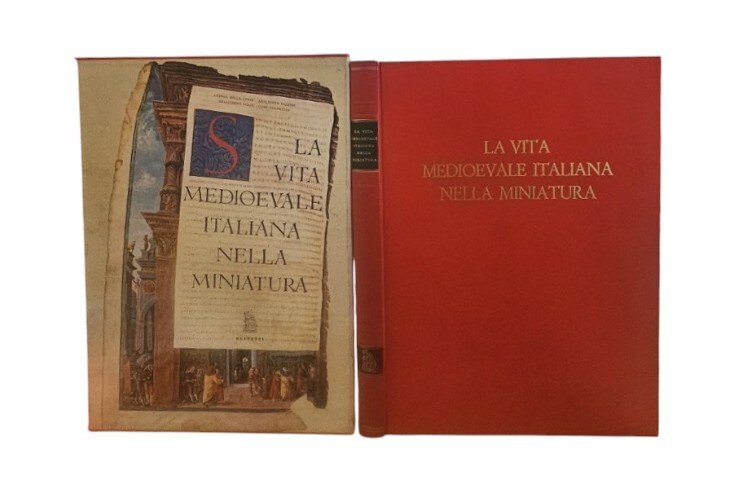 S
LA
VITA
MEDIOEVALE
ITALIANA
NELLA
MINIATURA
LA VITA
MEDIOEVALE
ITALIANA
NELLA
MINIATURA
LA VITA
MEDIOEVALE ITALIANA
NELLA MINIATURA